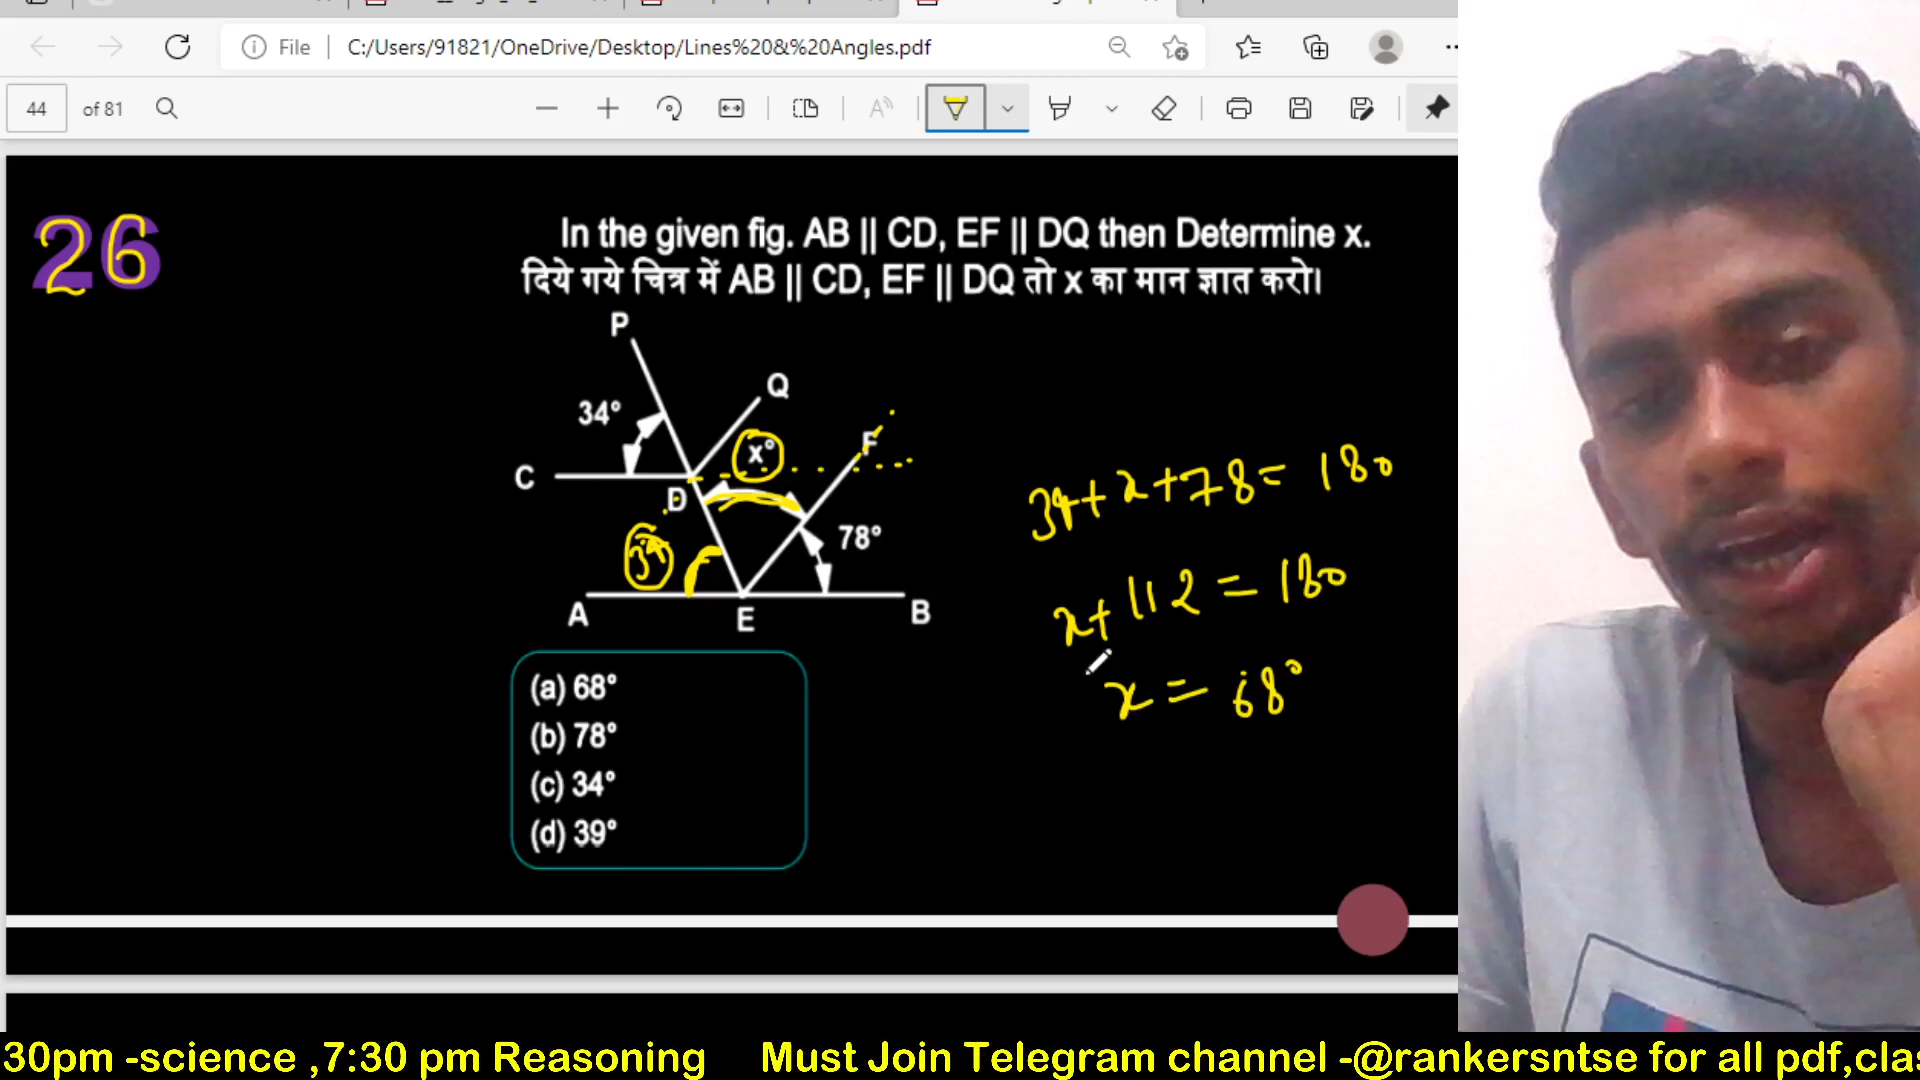 File C:/Users/91821/OneDrive/Desktop/Lines%20&%20Angles.pdf
44 of 81
26
In the given fig. AB || CD, EF || DQ then Determine x.
दिये गये चित्र में AB || CD, EF || DQ तो x का मान ज्ञात करो।
P
Q
34°
x°
F
C
D
34
78°
A
E
B
34+x+78= 180
x+ 112 = 180
x = 68°
(a) 68°
(b) 78°
(c) 34°
(d) 39°
30pm -science ,7:30 pm Reasoning Must Join Telegram channel -@rankersntse for all pdf,clas